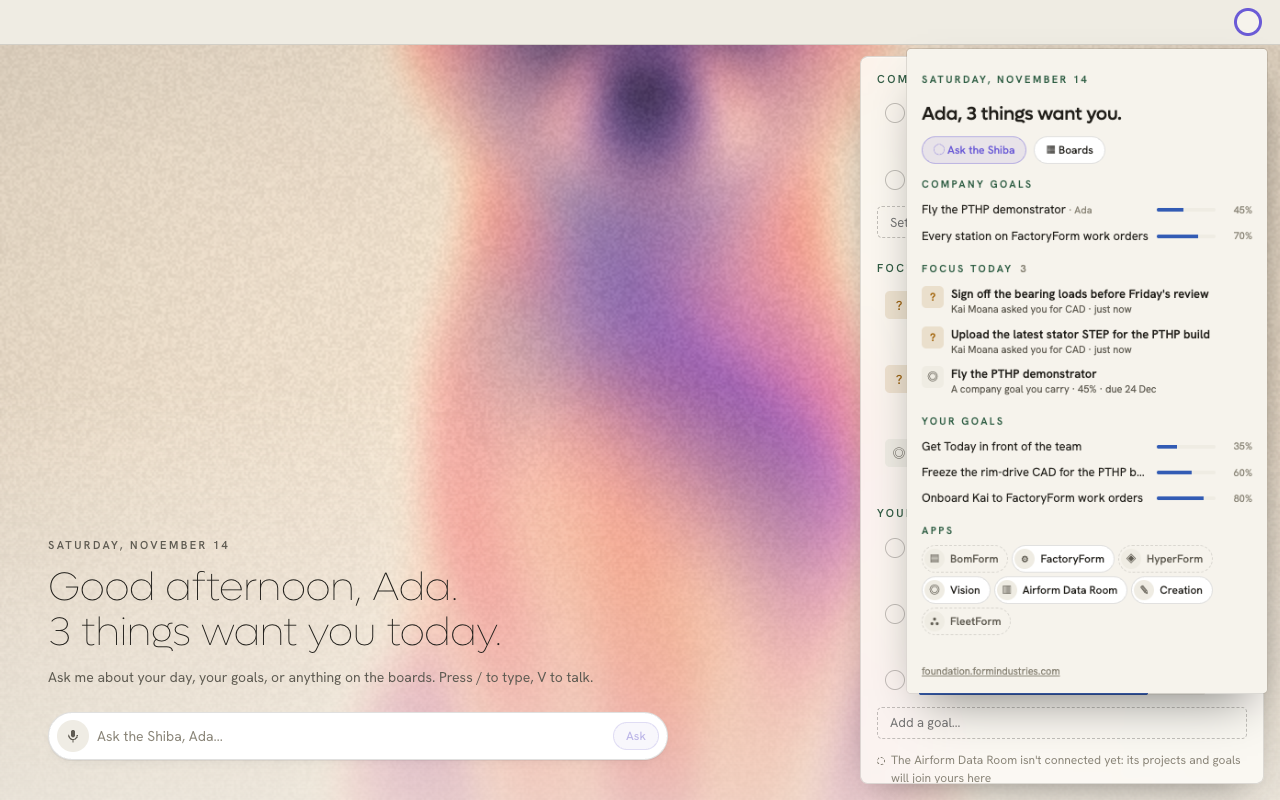 SATURDAY, NOVEMBER 14
Good afternoon, Ada.
3 things want you today.
Ask me about your day, your goals, or anything on the boards. Press / to type, V to talk.
Ask the Shiba, Ada...
Ask
COM
Set
FOC
?
?
YOU
Add a goal...
The Airform Data Room isn't connected yet: its projects and goals
will join yours here
SATURDAY, NOVEMBER 14
Ada, 3 things want you.
Ask the Shiba
Boards
COMPANY GOALS
Fly the PTHP demonstrator · Ada 45%
Every station on FactoryForm work orders 70%
FOCUS TODAY 3
? Sign off the bearing loads before Friday's review
Kai Moana asked you for CAD · just now
? Upload the latest stator STEP for the PTHP build
Kai Moana asked you for CAD · just now
Fly the PTHP demonstrator
A company goal you carry · 45% · due 24 Dec
YOUR GOALS
Get Today in front of the team 35%
Freeze the rim-drive CAD for the PTHP b... 60%
Onboard Kai to FactoryForm work orders 80%
APPS
BomForm FactoryForm HyperForm
Vision Airform Data Room Creation
FleetForm
foundation.formindustries.com